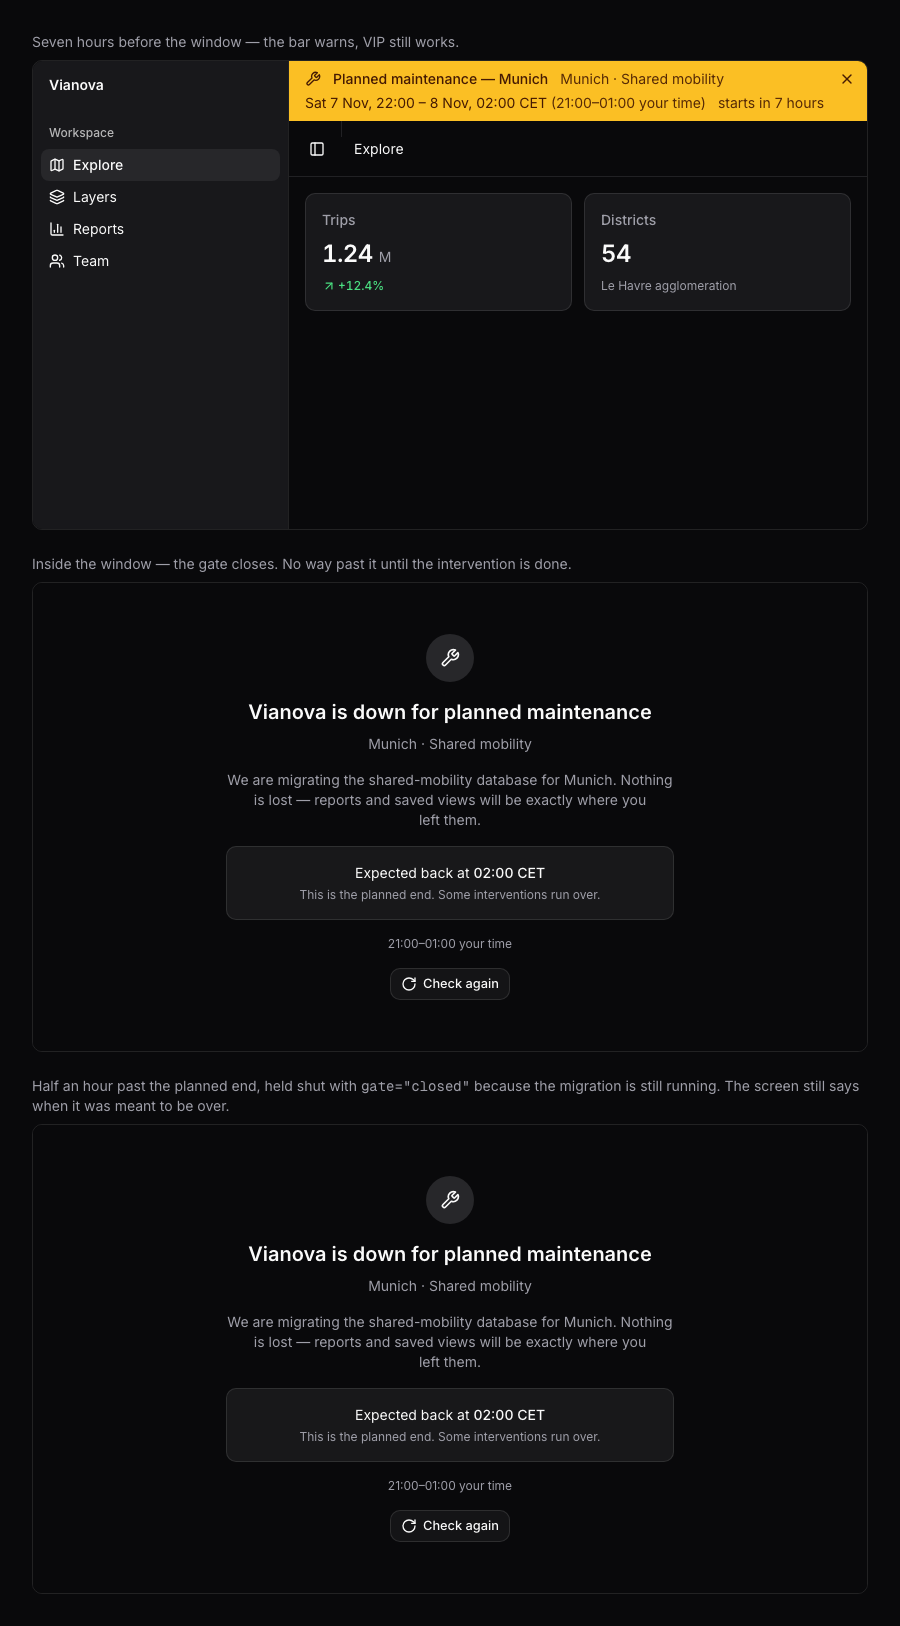 Seven hours before the window — the bar warns, VIP still works.
Vianova
Workspace
Explore
Layers
Reports
Team
Planned maintenance — Munich Munich · Shared mobility
Sat 7 Nov, 22:00 – 8 Nov, 02:00 CET (21:00–01:00 your time) starts in 7 hours
Explore
Trips
1.24 M
+12.4%
Districts
54
Le Havre agglomeration
Inside the window — the gate closes. No way past it until the intervention is done.
Vianova is down for planned maintenance
Munich · Shared mobility
We are migrating the shared-mobility database for Munich. Nothing
is lost — reports and saved views will be exactly where you
left them.
Expected back at 02:00 CET
This is the planned end. Some interventions run over.
21:00–01:00 your time
Check again
Half an hour past the planned end, held shut with gate="closed" because the migration is still running. The screen still says
when it was meant to be over.
Vianova is down for planned maintenance
Munich · Shared mobility
We are migrating the shared-mobility database for Munich. Nothing
is lost — reports and saved views will be exactly where you
left them.
Expected back at 02:00 CET
This is the planned end. Some interventions run over.
21:00–01:00 your time
Check again